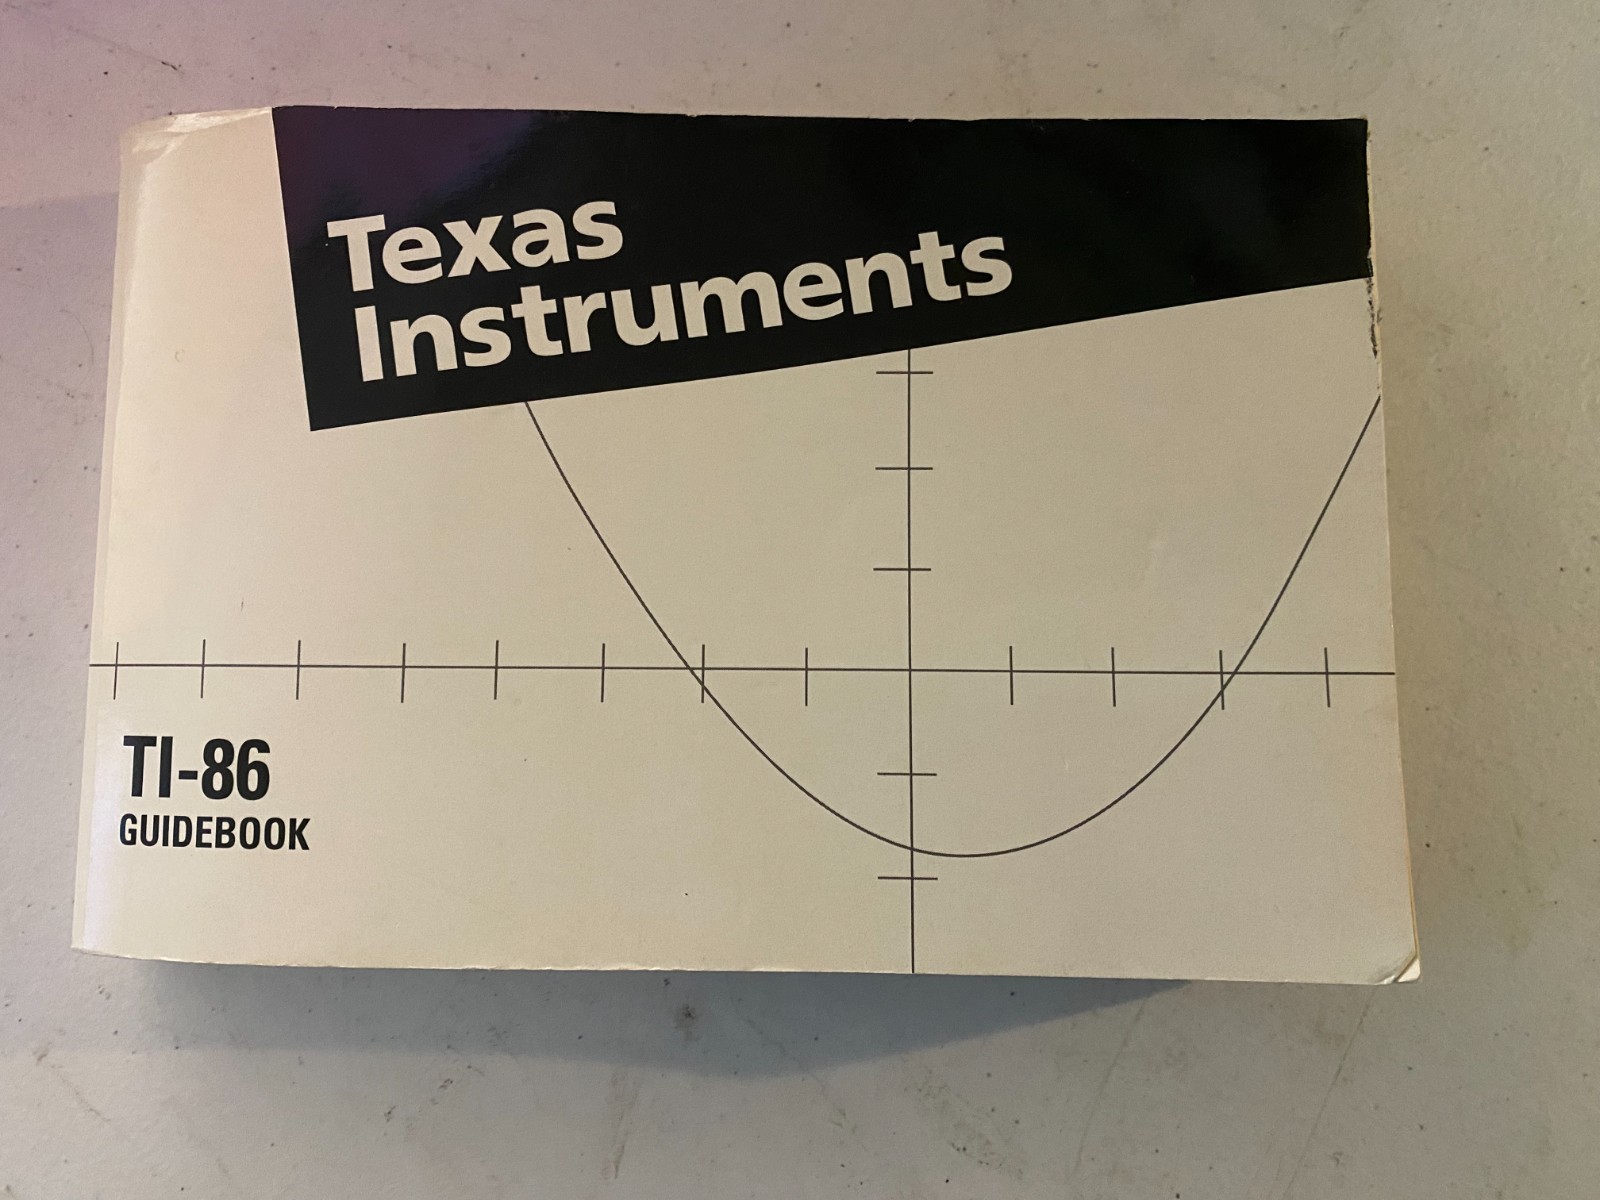 Texas
Instruments
TI-86
GUIDEBOOK